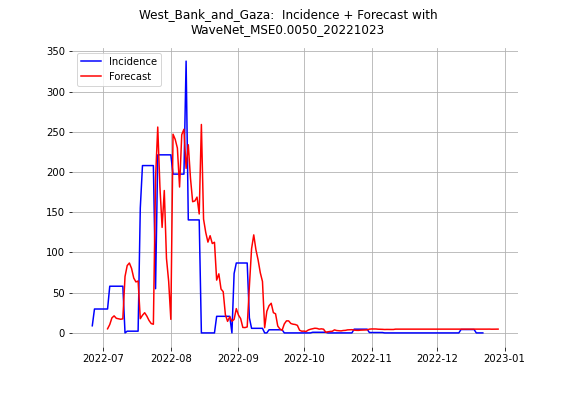 West_Bank_and_Gaza:  Incidence + Forecast with
WaveNet_MSE0.0050_20221023
Incidence
Forecast
350
300
250
200
150
100
50
0
2022-07 2022-08 2022-09 2022-10 2022-11 2022-12 2023-01